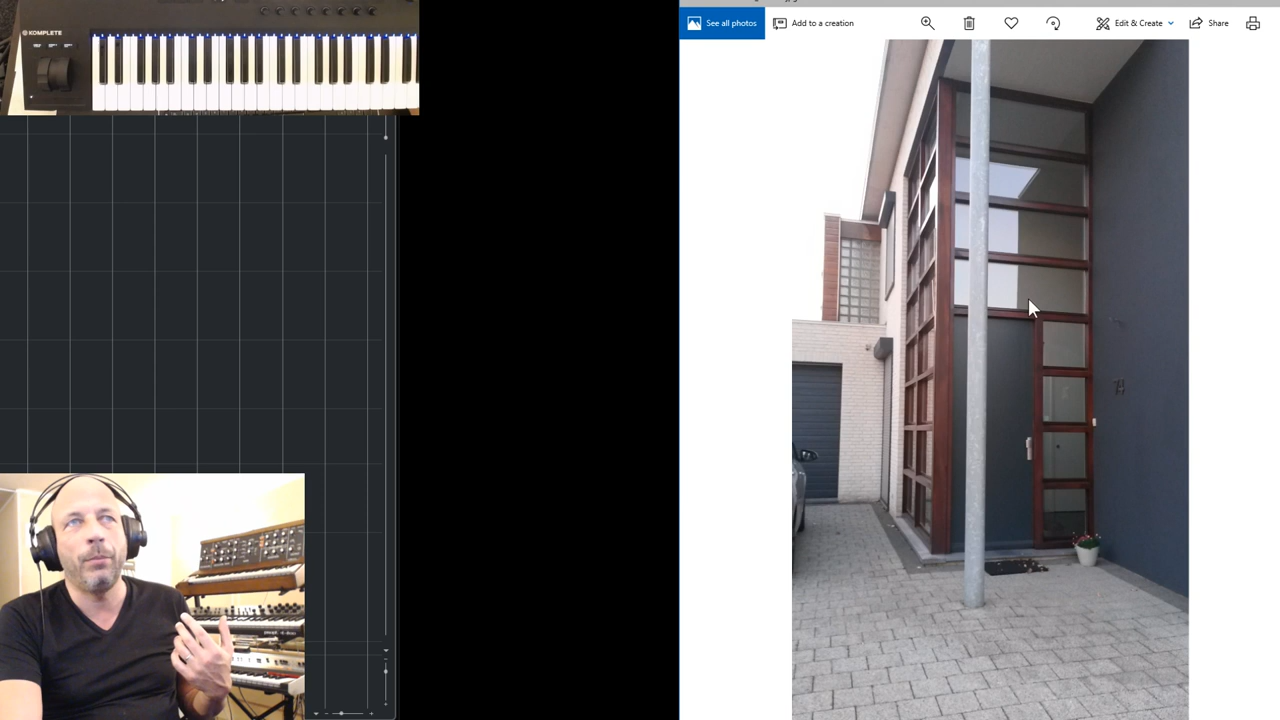 KOMPLETE
See all photos
Add to a creation
Edit & Create
Share